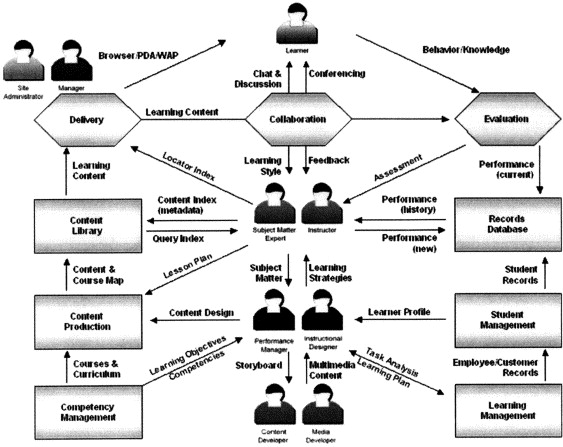 Learner
Browser/PDA/WAP
Behavior/Knowledge
Site
Administrator
Manager
Chat &
Discussion
Conferencing
Delivery
Learning Content
Collaboration
Evaluation
Learning
Content
Locator Index
Learning
Style
Feedback
Assessment
Performance
(current)
Content
Library
Content Index
(metadata)
Query Index
Subject Matter
Expert
Instructor
Performance
(history)
Performance
(new)
Records
Database
Content &
Course Map
Lesson Plan
Subject
Matter
Learning
Strategies
Student
Records
Content
Production
Content Design
Performance
Manager
Instructional
Designer
Learner Profile
Student
Management
Courses &
Curriculum
Learning Objectives
Competencies
Storyboard
Multimedia
Content
Task Analysis
Learning Plan
Employee/Customer
Records
Competency
Management
Content
Developer
Media
Developer
Learning
Management